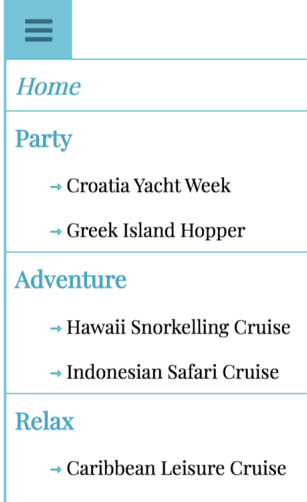 Home
Party
→ Croatia Yacht Week
→ Greek Island Hopper
Adventure
→ Hawaii Snorkelling Cruise
→ Indonesian Safari Cruise
Relax
→ Caribbean Leisure Cruise